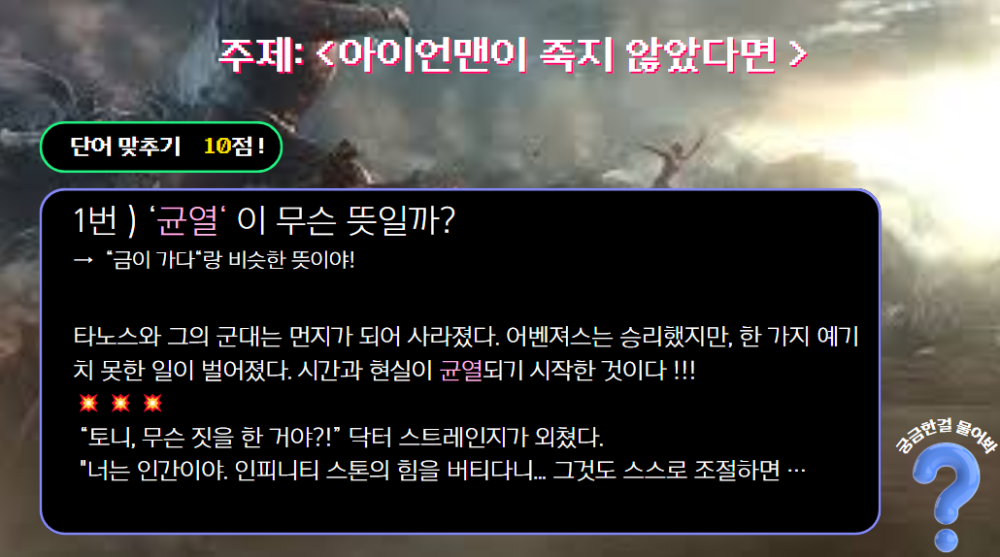 주제: <아이언맨이 죽지 않았다면 >
단어 맞추기 10점 !
1번 ) ‘균열‘ 이 무슨 뜻일까?
→ “금이 가다“랑 비슷한 뜻이야!
타노스와 그의 군대는 먼지가 되어 사라졌다. 어벤져스는 승리했지만, 한 가지 예기
치 못한 일이 벌어졌다. 시간과 현실이 균열되기 시작한 것이다 !!!
💥 💥 💥
“토니, 무슨 짓을 한 거야?!” 닥터 스트레인지가 외쳤다.
"너는 인간이야. 인피니티 스톤의 힘을 버티다니... 그것도 스스로 조절하면 …
궁금한걸 물어봐
?